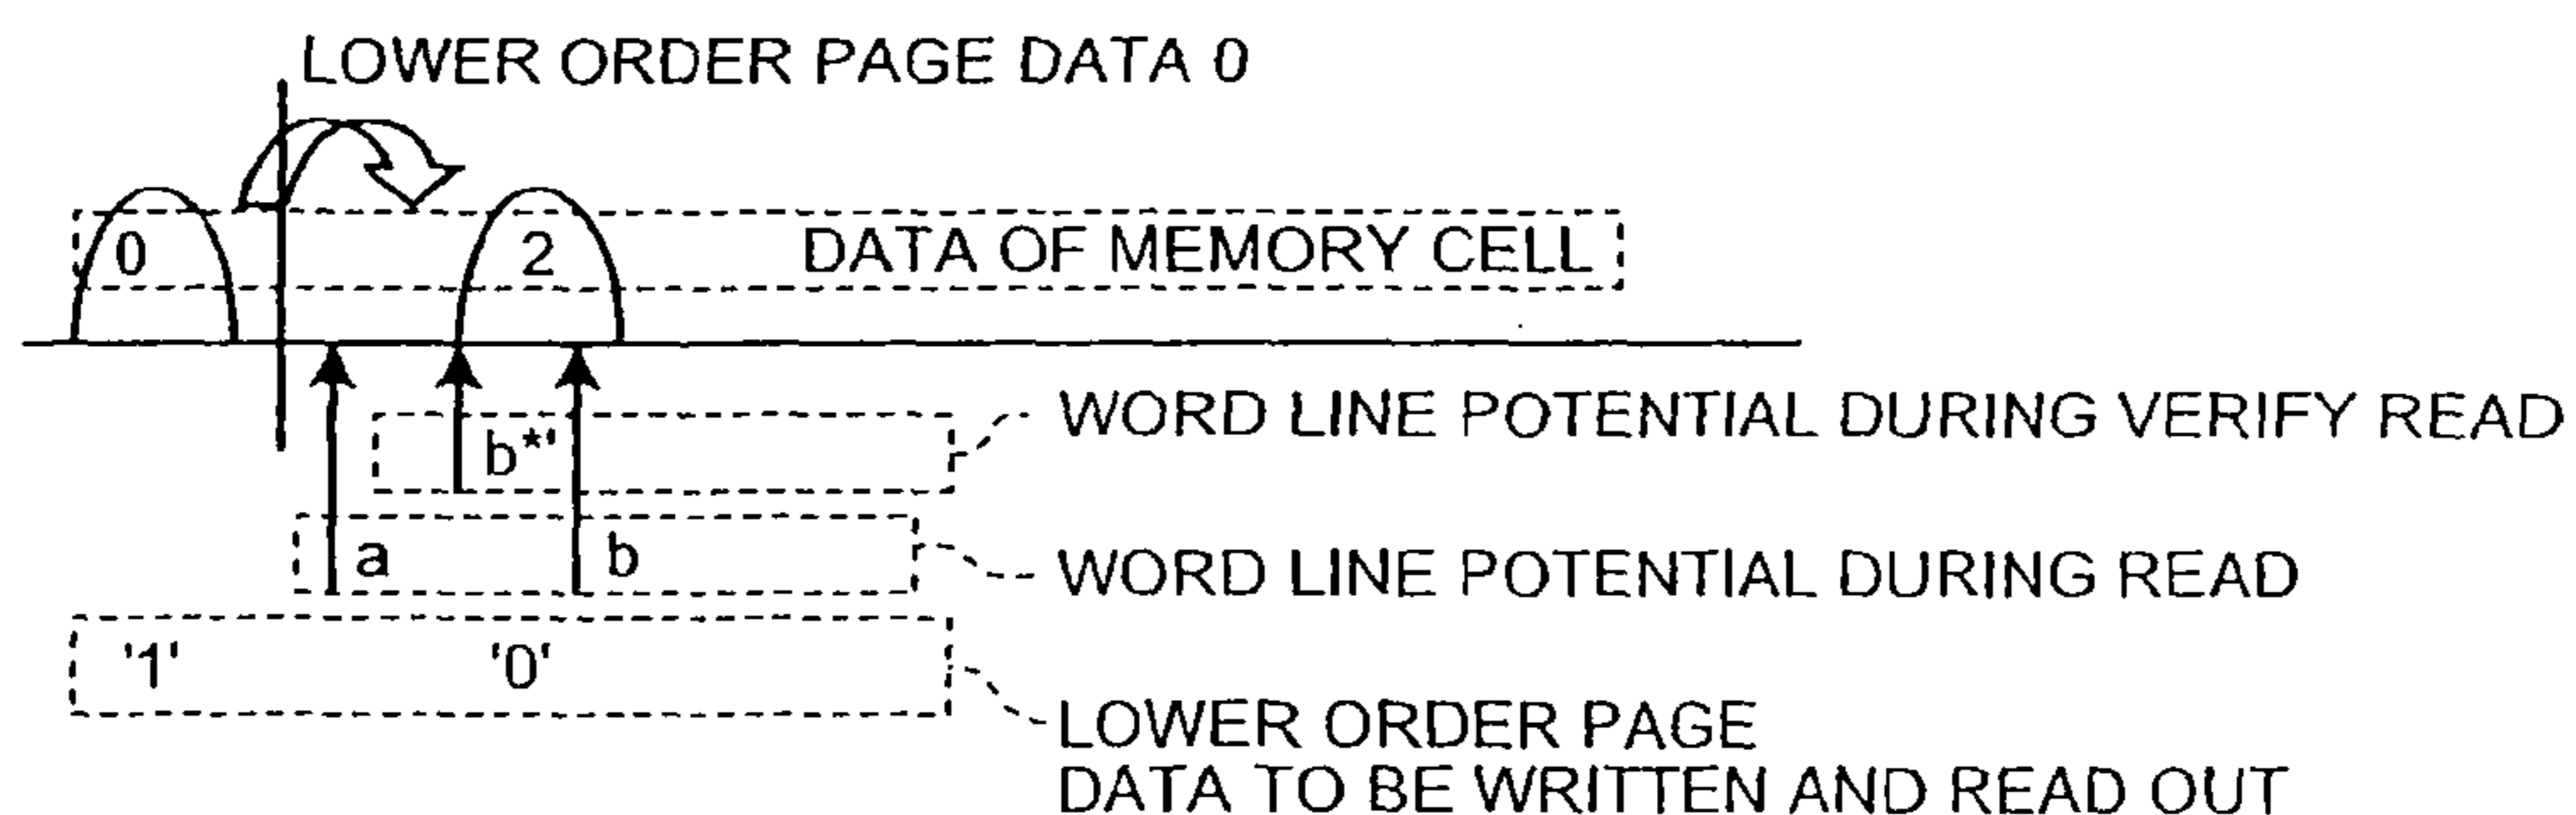 LOWER ORDER PAGE DATA 0
0 2 DATA OF MEMORY CELL
b*' WORD LINE POTENTIAL DURING VERIFY READ
a b WORD LINE POTENTIAL DURING READ
'1' '0'
LOWER ORDER PAGE
DATA TO BE WRITTEN AND READ OUT